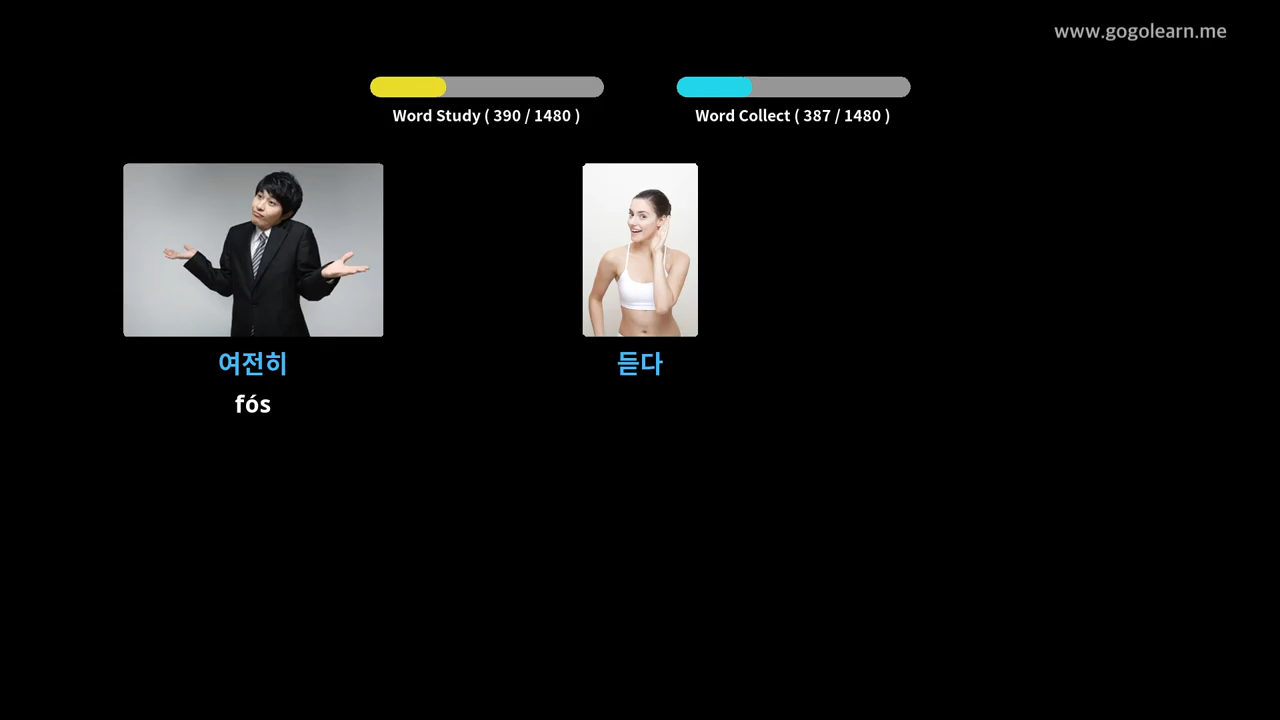 www.gogolearn.me
Word Study ( 390 / 1480 )
Word Collect ( 387 / 1480 )
여전히
fós
듣다